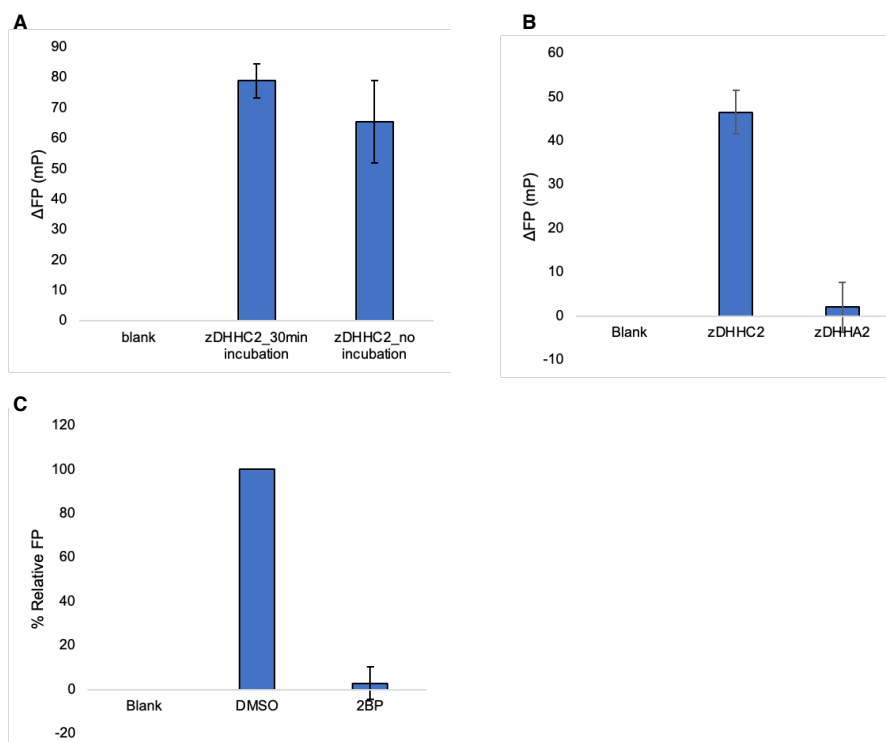 A
90
80
70
60
50
40
30
20
10
0
ΔFP (mP)
blank
zDHHC2_30min
incubation
zDHHC2_no
incubation
B
60
50
40
30
20
10
0
-10
ΔFP (mP)
Blank
zDHHC2
zDHHA2
C
120
100
80
60
40
20
0
-20
% Relative FP
Blank
DMSO
2BP